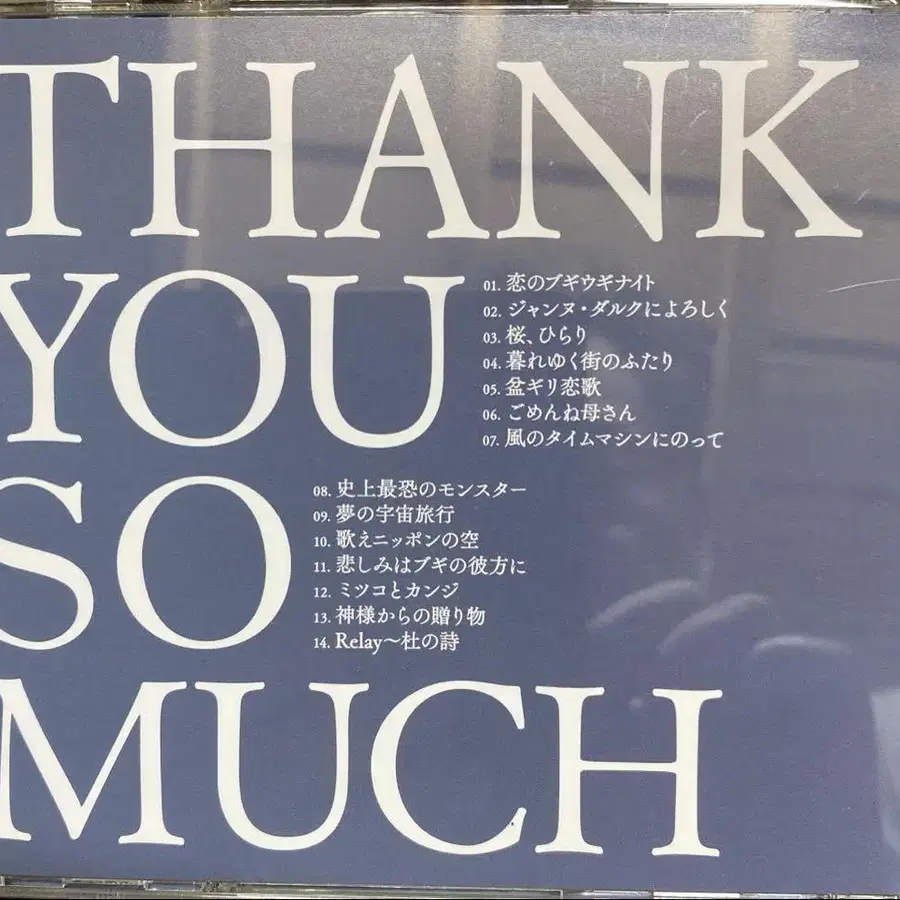 THANK
YOU
01. 恋のブギウギナイト
02. ジャンヌ・ダルクによろしく
03. 桜、ひらり
04. 暮れゆく街のふたり
05. 盆ギリ恋歌
06. ごめんね母さん
07. 風のタイムマシンにのって
SO
08. 史上最恐のモンスター
09. 夢の宇宙旅行
10. 歌えニッポンの空
11. 悲しみはブギの彼方に
12. ミツコとカンジ
13. 神様からの贈り物
14. Relay〜杜の詩
MUCH